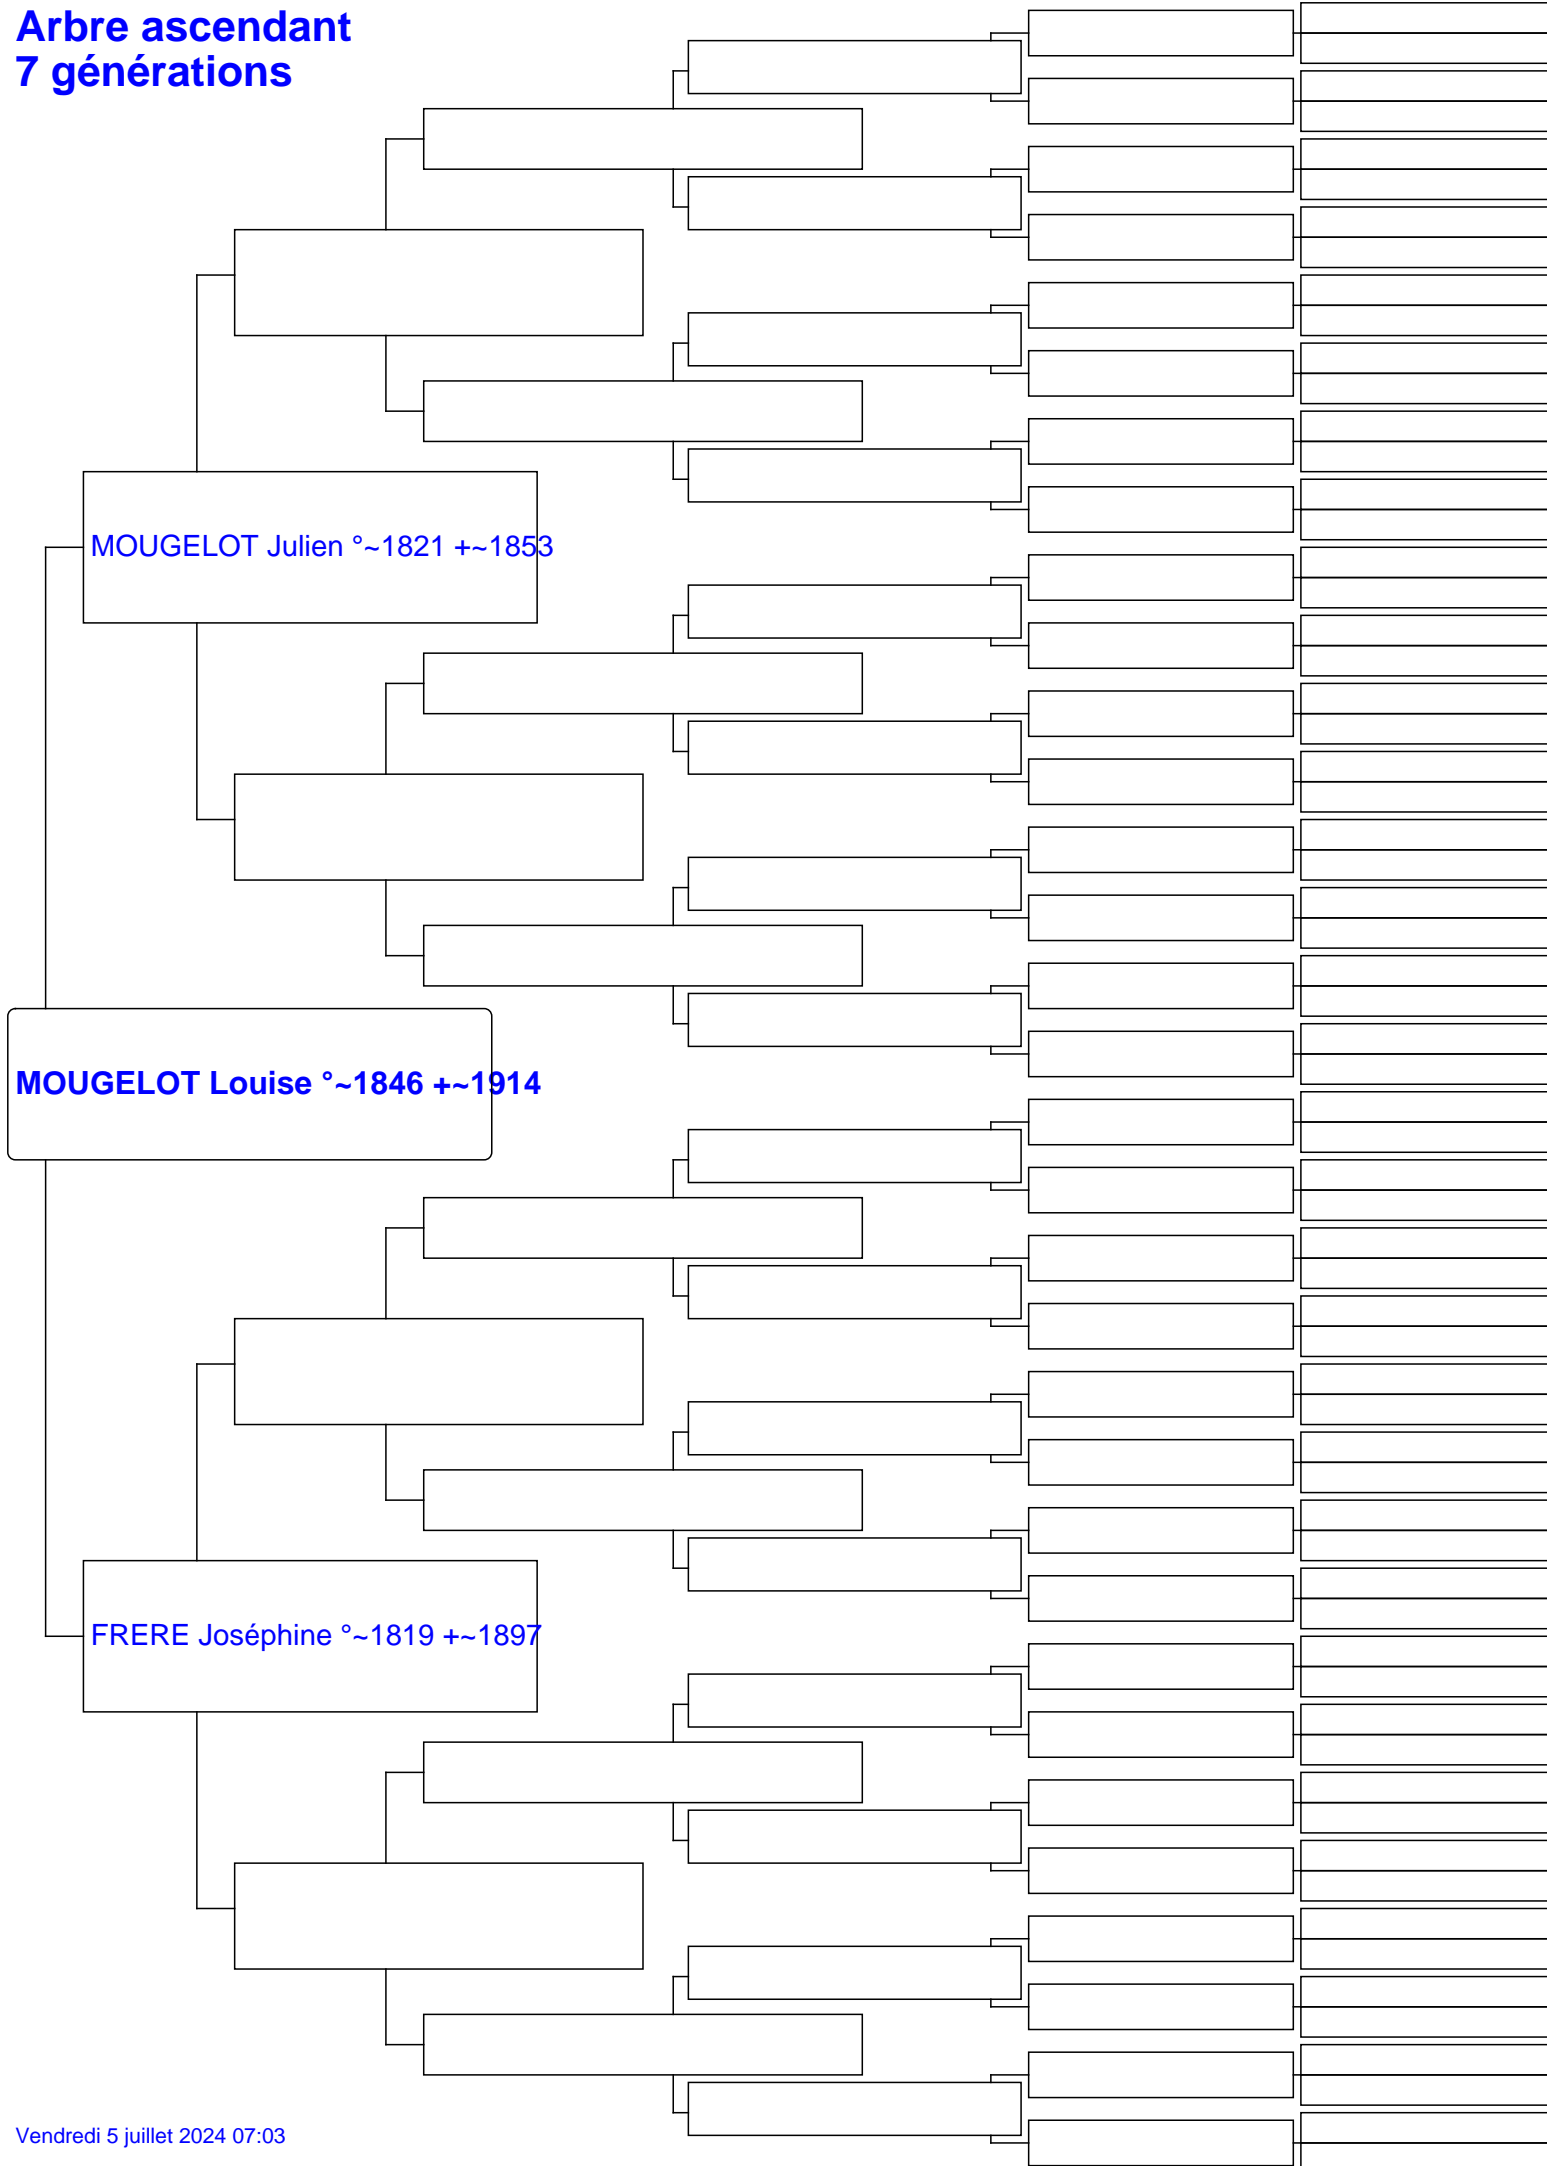 Arbre ascendant
7 générations
MOUGELOT Julien °~1821 +~1853
MOUGELOT Louise °~1846 +~1914
FRERE Joséphine °~1819 +~1897
Vendredi 5 juillet 2024 07:03